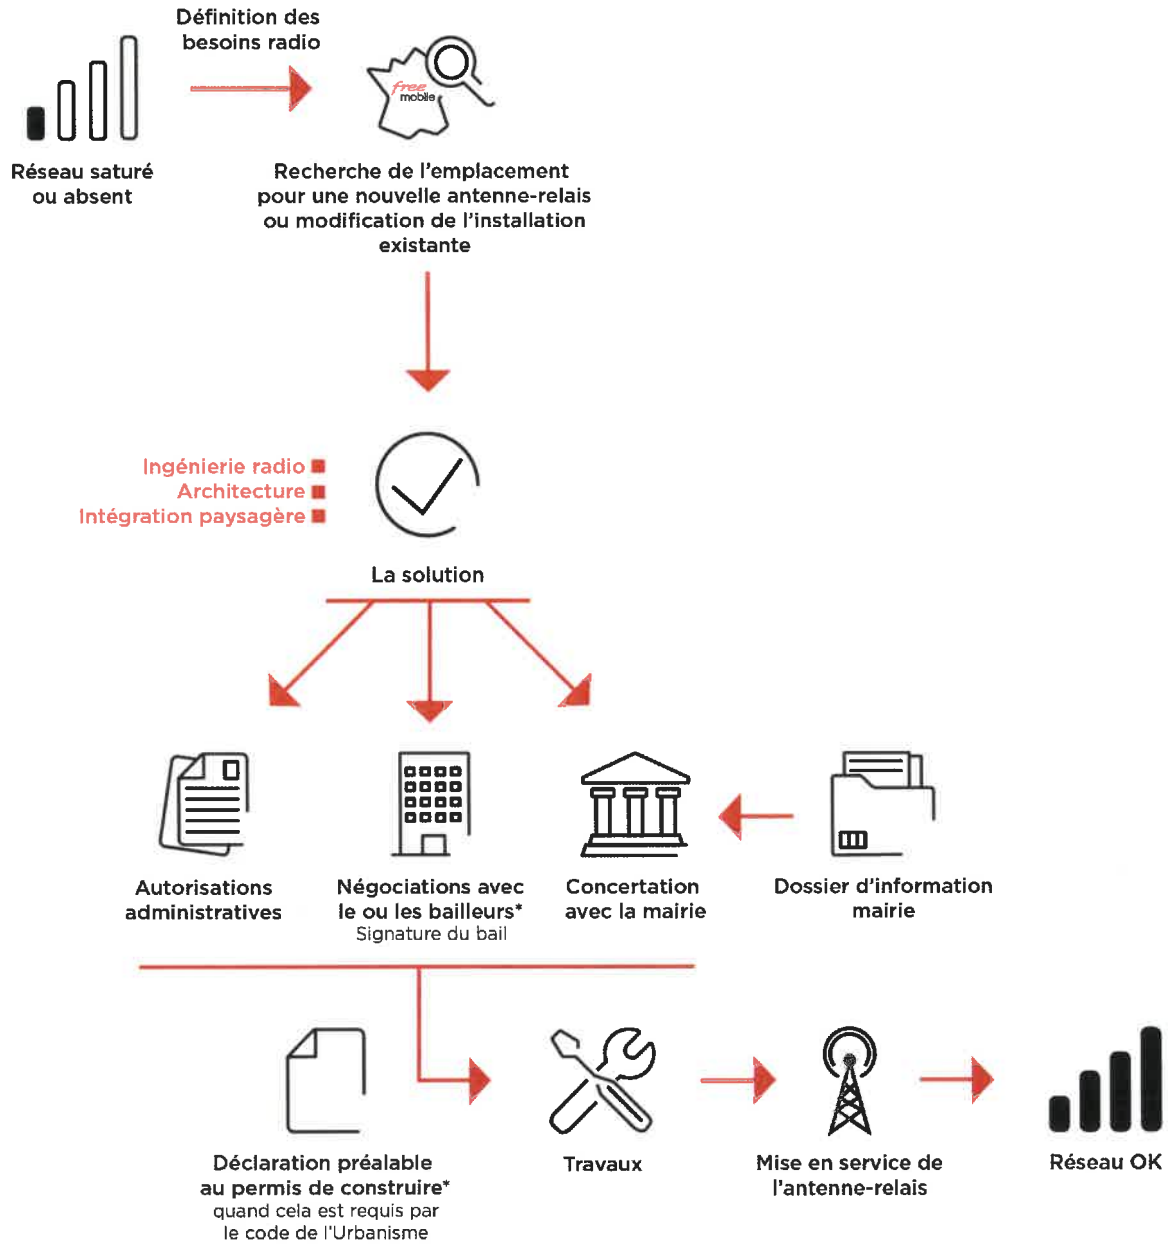 Définition des
besoins radio
free
mobile
Réseau saturé
ou absent
Recherche de l'emplacement
pour une nouvelle antenne-relais
ou modification de l'installation
existante
Ingénierie radio
Architecture
Intégration paysagère
La solution
Autorisations
administratives
Négociations avec
le ou les bailleurs*
Signature du bail
Concertation
avec la mairie
Dossier d'information
mairie
Déclaration préalable
au permis de construire*
quand cela est requis par
le code de l'Urbanisme
Travaux
Mise en service de
l'antenne-relais
Réseau OK